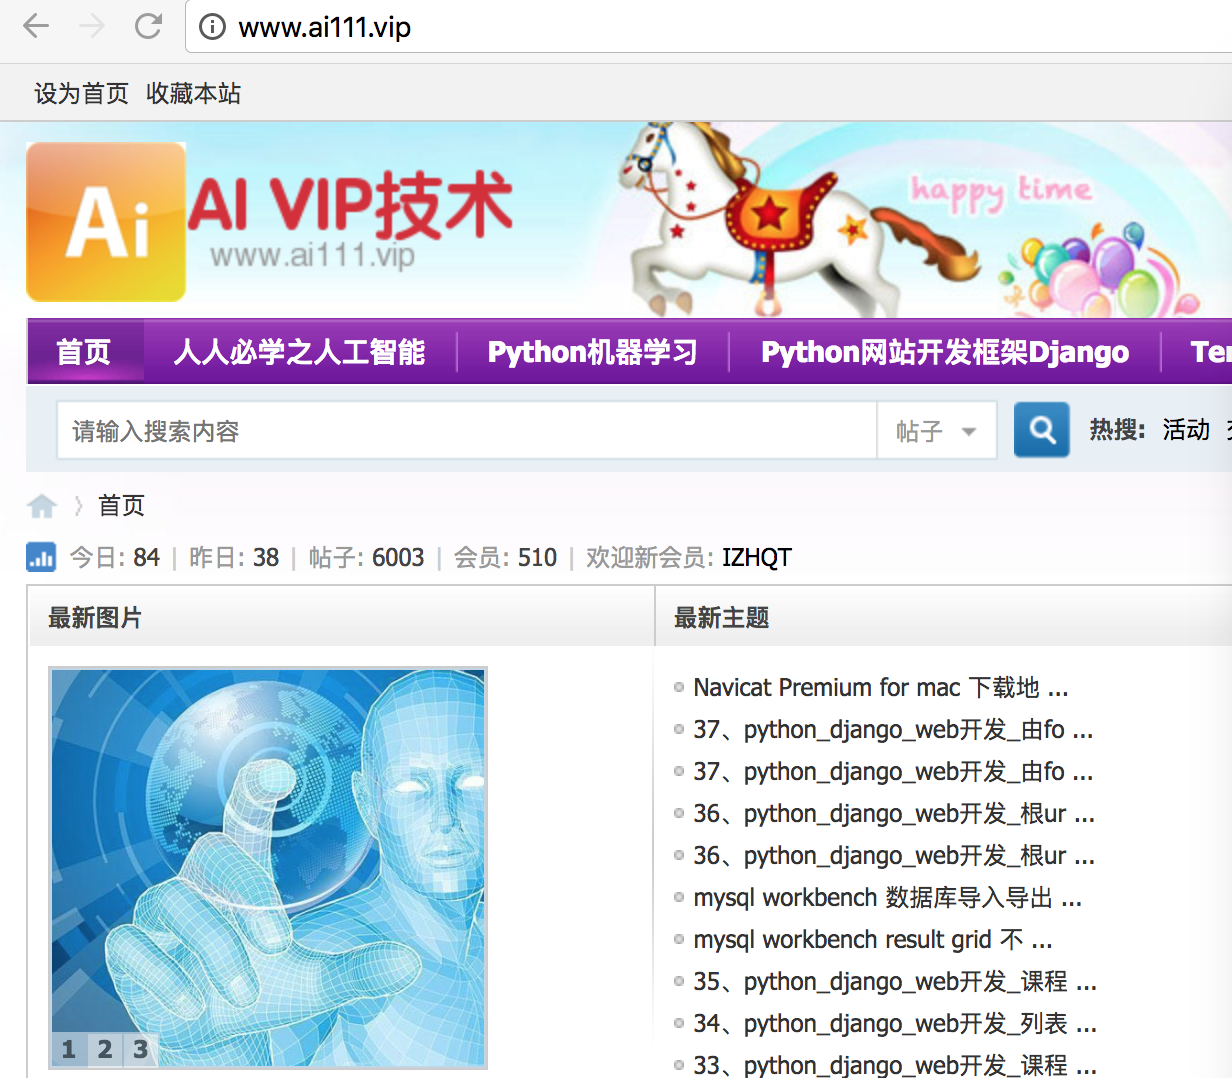 www.ai111.vip
设为首页 收藏本站
Ai
AI VIP技术
www.ai111.vip
happy time
首页 人人必学之人工智能 Python机器学习 Python网站开发框架Django
请输入搜索内容 帖子 热搜: 活动
首页
今日: 84 | 昨日: 38 | 帖子: 6003 | 会员: 510 | 欢迎新会员: IZHQT
最新图片
1 2 3
最新主题
Navicat Premium for mac 下载地 ...
37、python_django_web开发_由fo ...
37、python_django_web开发_由fo ...
36、python_django_web开发_根ur ...
36、python_django_web开发_根ur ...
mysql workbench 数据库导入导出 ...
mysql workbench result grid 不 ...
35、python_django_web开发_课程 ...
34、python_django_web开发_列表 ...
33、python_django_web开发_课程 ...